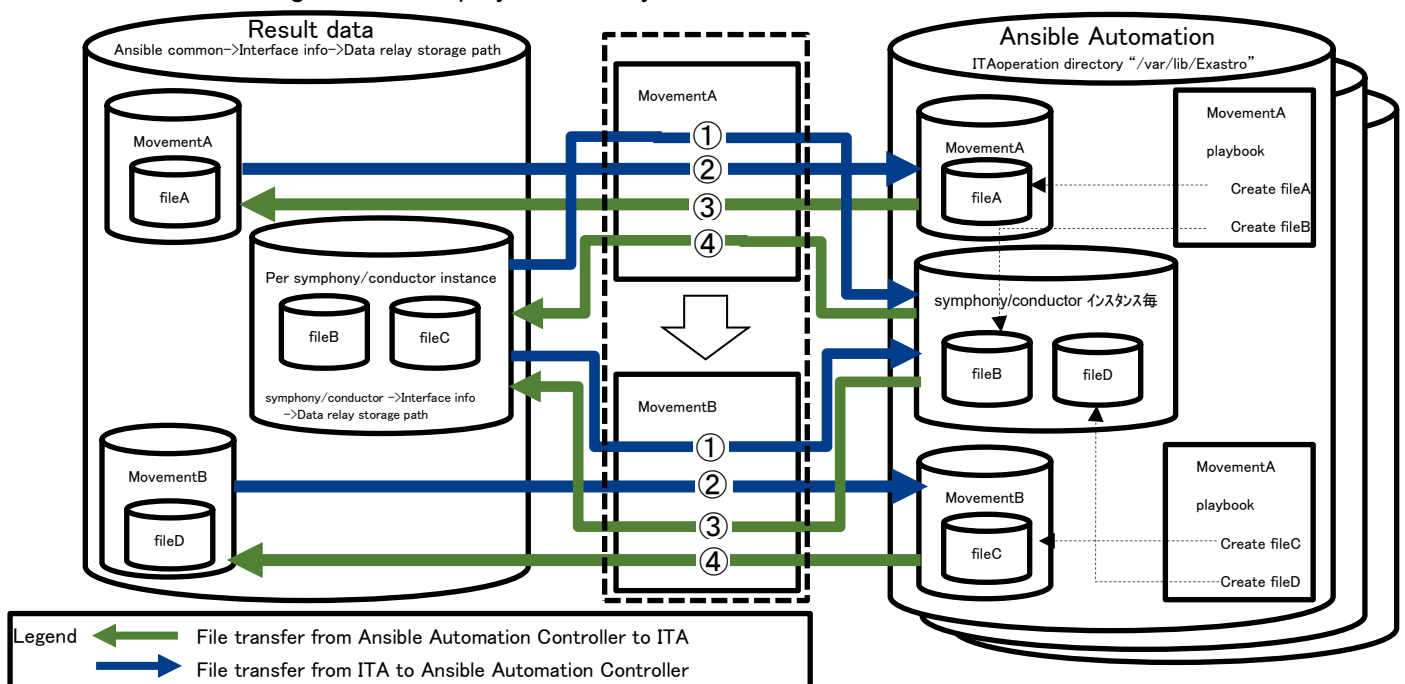 Result data
Ansible common->Interface info->Data relay storage path
MovementA
fileA
Per symphony/conductor instance
fileB
fileC
symphony/conductor ->Interface info
->Data relay storage path
MovementB
fileD
MovementA
①
②
③
④
MovementB
①
②
③
④
Ansible Automation
ITAoperation directory “/var/lib/Exastro”
MovementA
fileA
MovementA
playbook
Create fileA
Create fileB
symphony/conductor インスタンス毎
fileB
fileD
MovementB
fileC
MovementA
playbook
Create fileC
Create fileD
Legend
File transfer from Ansible Automation Controller to ITA
File transfer from ITA to Ansible Automation Controller